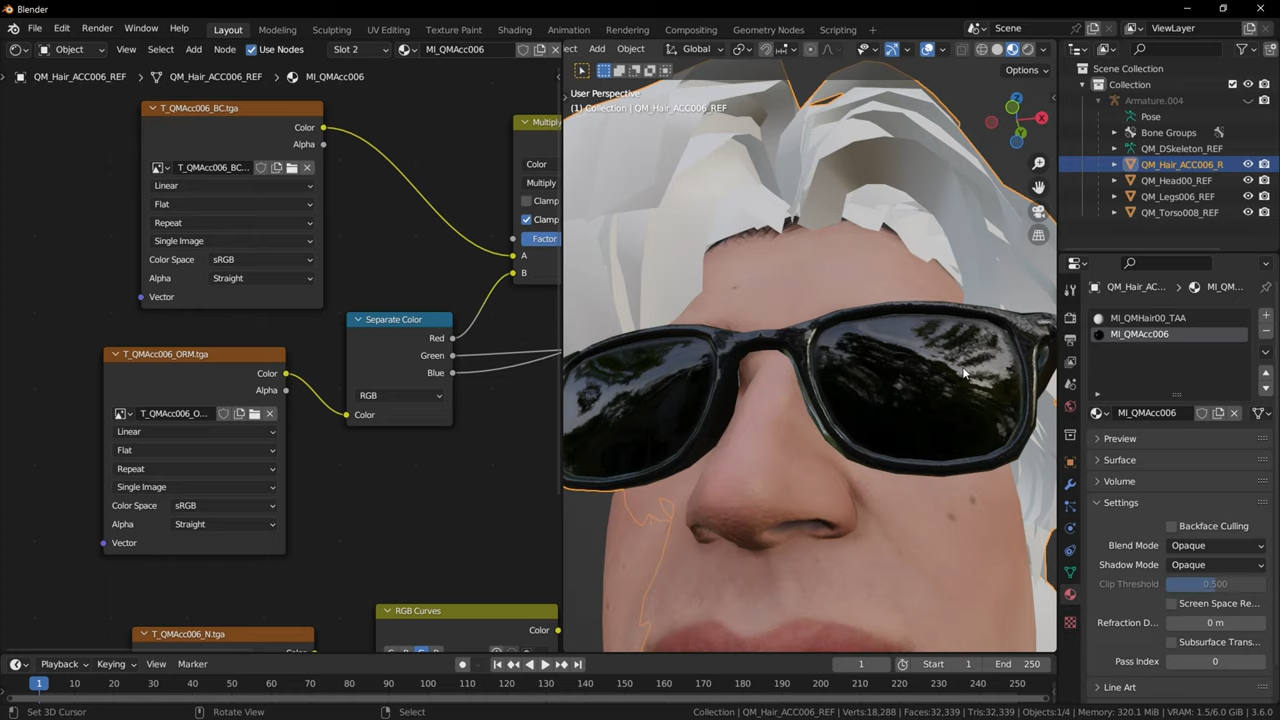 Blender
File Edit Render Window Help Layout Modeling Sculpting UV Editing Texture Paint Shading Animation Rendering Compositing Geometry Nodes Scripting Scene ViewLayer
Object View Select Add Node Use Nodes Slot 2 MI_QMAcc006 ect Add Object Global
QM_Hair_ACC006_REF QM_Hair_ACC006_REF MI_QMAcc006
Options
User Perspective
(1) Collection | QM_Hair_ACC006_REF
T_QMAcc006_BC.tga
Color
Alpha
T_QMAcc006_BC...
Linear
Flat
Repeat
Single Image
Color Space sRGB
Alpha Straight
Vector
Multiply
Color
Multiply
Clamp
Clamp
Factor
A
B
Separate Color
Red
Green
Blue
RGB
Color
T_QMAcc006_ORM.tga
Color
Alpha
T_QMAcc006_O...
Linear
Flat
Repeat
Single Image
Color Space sRGB
Alpha Straight
Vector
T_QMAcc006_N.tga
RGB Curves
Color
Scene Collection
Collection
Armature.004
Pose
Bone Groups
QM_DSkeleton_REF
QM_Hair_ACC006_R
QM_Head00_REF
QM_Legs006_REF
QM_Torso008_REF
QM_Hair_AC... MI_QM...
MI_QMHair00_TAA
MI_QMAcc006
MI_QMAcc006
Preview
Surface
Volume
Settings
Backface Culling
Blend Mode Opaque
Shadow Mode Opaque
Clip Threshold 0.500
Screen Space Re...
Refraction D... 0 m
Subsurface Trans...
Pass Index 0
Line Art
Playback Keying View Marker 1 Start 1 End 250
1 10 20 30 40 50 60 70 80 90 100 110 120 130 140 150 160 170 180 190 200 210 220 230 240 250
Set 3D Cursor Rotate View Select Collection | QM_Hair_ACC006_REF | Verts:18,288 | Faces:32,339 | Tris:32,339 | Objects:1/4 | Memory: 320.1 MiB | VRAM: 1.5/6.0 GiB | 3.6.0